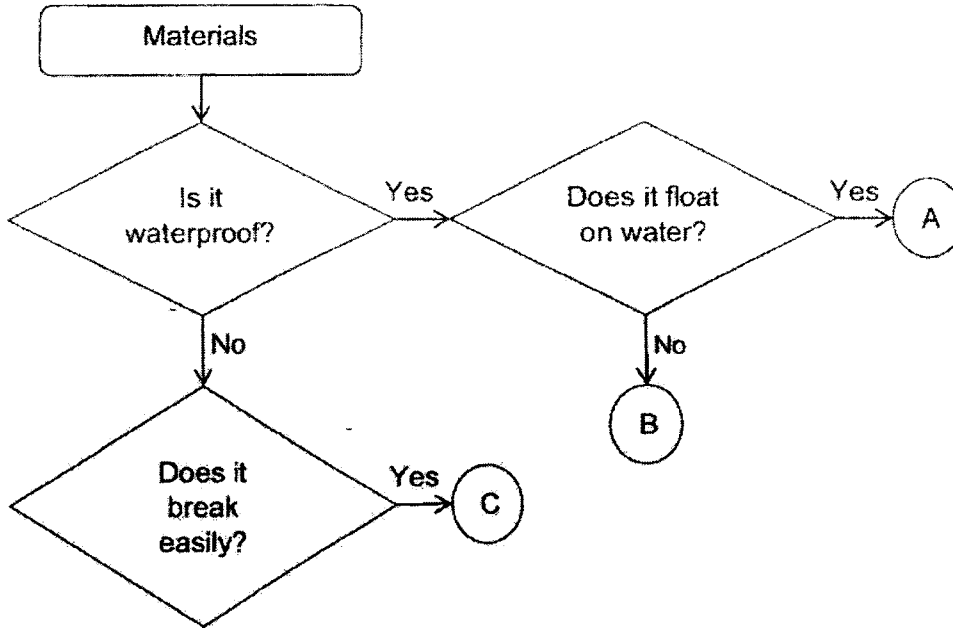 Materials
Is it
waterproof?
Yes
Does it float
on water?
Yes
A
No
No
B
Does it
break
easily?
Yes
C